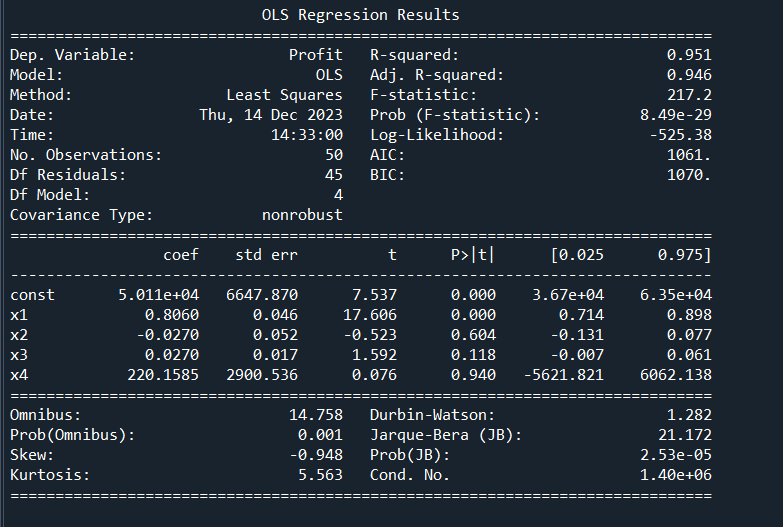 OLS Regression Results
==============================================================================
Dep. Variable:                 Profit   R-squared:                       0.951
Model:                            OLS   Adj. R-squared:                  0.946
Method:                 Least Squares   F-statistic:                     217.2
Date:                Thu, 14 Dec 2023   Prob (F-statistic):           8.49e-29
Time:                        14:33:00   Log-Likelihood:                -525.38
No. Observations:                  50   AIC:                             1061.
Df Residuals:                      45   BIC:                             1070.
Df Model:                           4
Covariance Type:            nonrobust
==============================================================================
                 coef    std err          t      P>|t|      [0.025      0.975]
------------------------------------------------------------------------------
const       5.011e+04   6647.870      7.537      0.000    3.67e+04    6.35e+04
x1             0.8060      0.046     17.606      0.000       0.714       0.898
x2            -0.0270      0.052     -0.523      0.604      -0.131       0.077
x3             0.0270      0.017      1.592      0.118      -0.007       0.061
x4           220.1585   2900.536      0.076      0.940   -5621.821    6062.138
==============================================================================
Omnibus:                       14.758   Durbin-Watson:                   1.282
Prob(Omnibus):                  0.001   Jarque-Bera (JB):               21.172
Skew:                          -0.948   Prob(JB):                     2.53e-05
Kurtosis:                       5.563   Cond. No.                     1.40e+06
==============================================================================